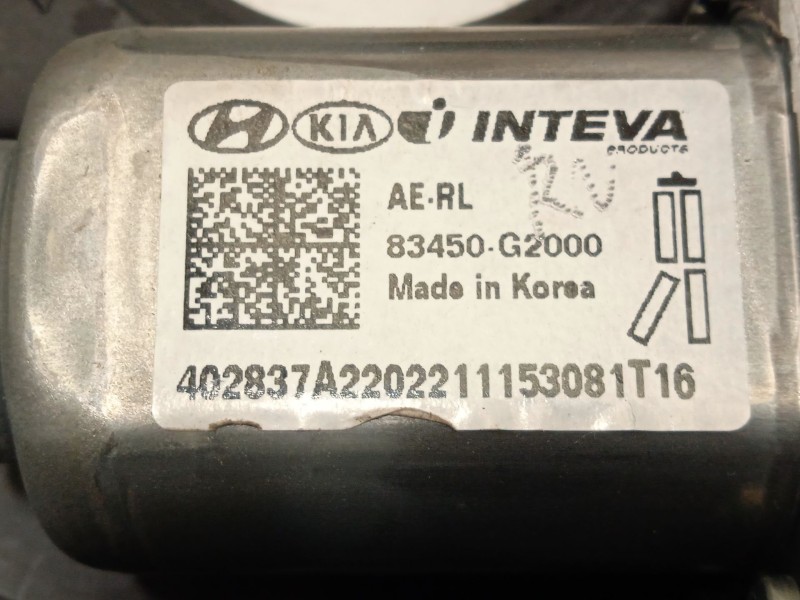 KIA INTEVA
PRODUCTS
AE-RL
83450-G2000
Made in Korea
402837A2202211153081T16